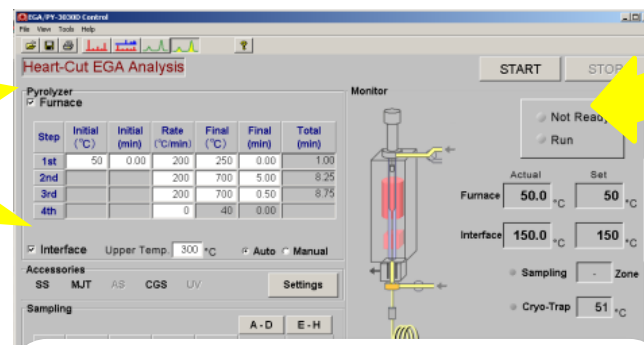 EGA/PY-3030D Control
File View Tools Help
Heart-Cut EGA Analysis
START STOP
Pyrolyzer
Furnace
Step Initial (°C) Initial (min) Rate (°C/min) Final (°C) Final (min) Total (min)
1st 50 0.00 200 250 0.00 1.00
2nd 200 700 5.00 8.25
3rd 200 700 0.50 8.75
4th 0 40 0.00
Interface Upper Temp. 300 °C Auto Manual
Accessories
SS MJT AS CGS UV Settings
Sampling
A - D E - H
Monitor
Not Ready
Run
Actual Set
Furnace 50.0 °C 50 °C
Interface 150.0 °C 150 °C
Sampling - Zone
Cryo-Trap 51 °C